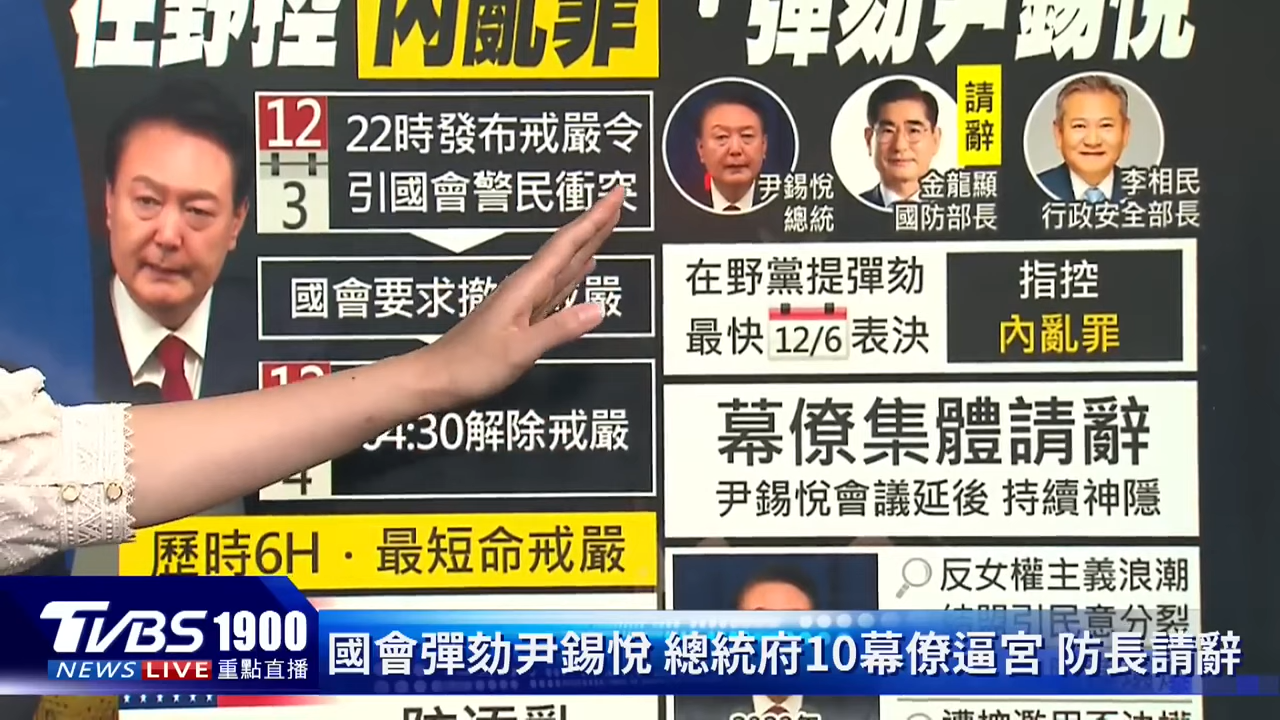 在野控 內亂罪
12
3
22時發布戒嚴令
引國會警民衝突
國會要求撤 戒嚴
12
4
04:30解除戒嚴
歷時6H・最短命戒嚴
彈劾尹錫悅
請辭
尹錫悅
總統
金龍顯
國防部長
李相民
行政安全部長
在野黨提彈劾
最快 12/6 表決
指控
內亂罪
幕僚集體請辭
尹錫悅會議延後 持續神隱
反女權主義浪潮
TVBS 1900
NEWS LIVE 重點直播
國會彈劾尹錫悅 總統府10幕僚逼宮 防長請辭